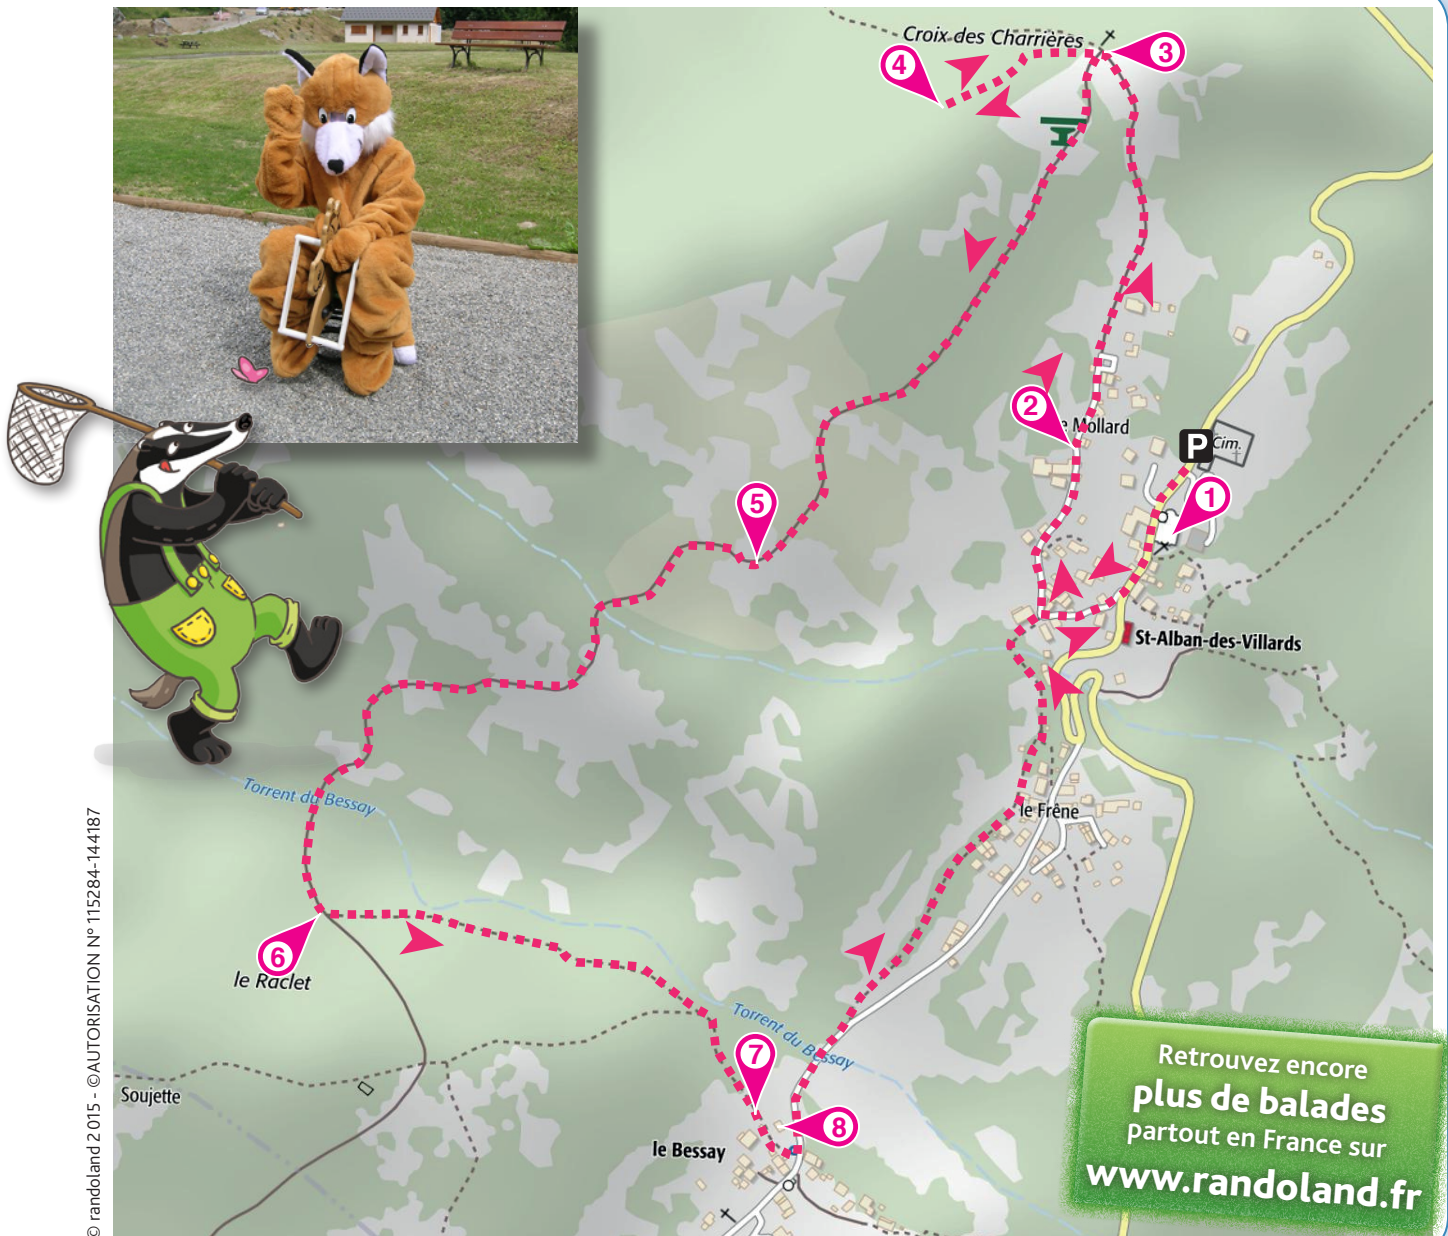 Croix des Charrières
4
3
2
e Mollard
P
Cim.
1
5
St-Alban-des-Villards
Torrent du Bessay
le Frêne
6
le Raclet
Torrent du Bessay
7
8
Soujette
le Bessay
Retrouvez encore
plus de balades
partout en France sur
www.randoland.fr
© randoland 2015 - ©AUTORISATION N° 115284-144187